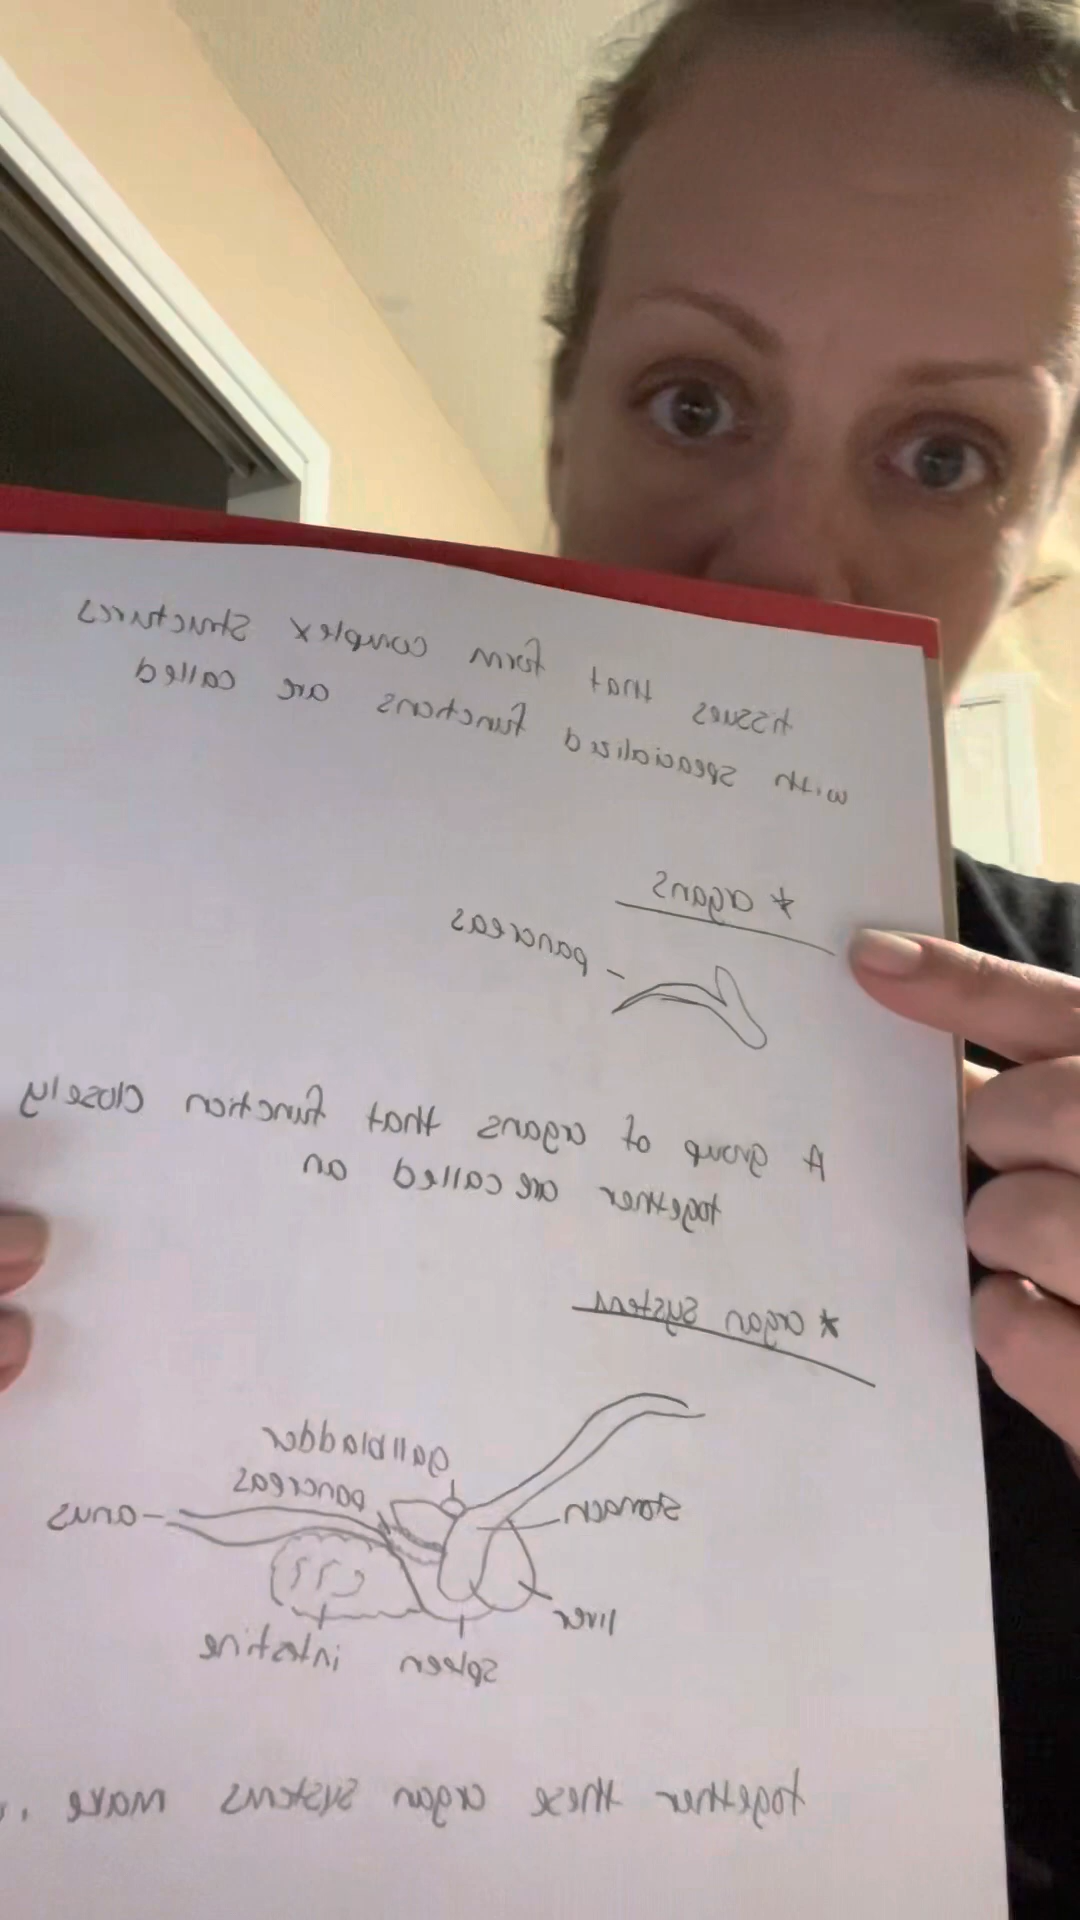 tissues that form complex structures
with specialized functions are called
* organs
- pancreas
A group of organs that function closely
together are called an
* organ system
gallbladder
pancreas
stomach
anus
liver
spleen
intestine
together these organ systems make ..